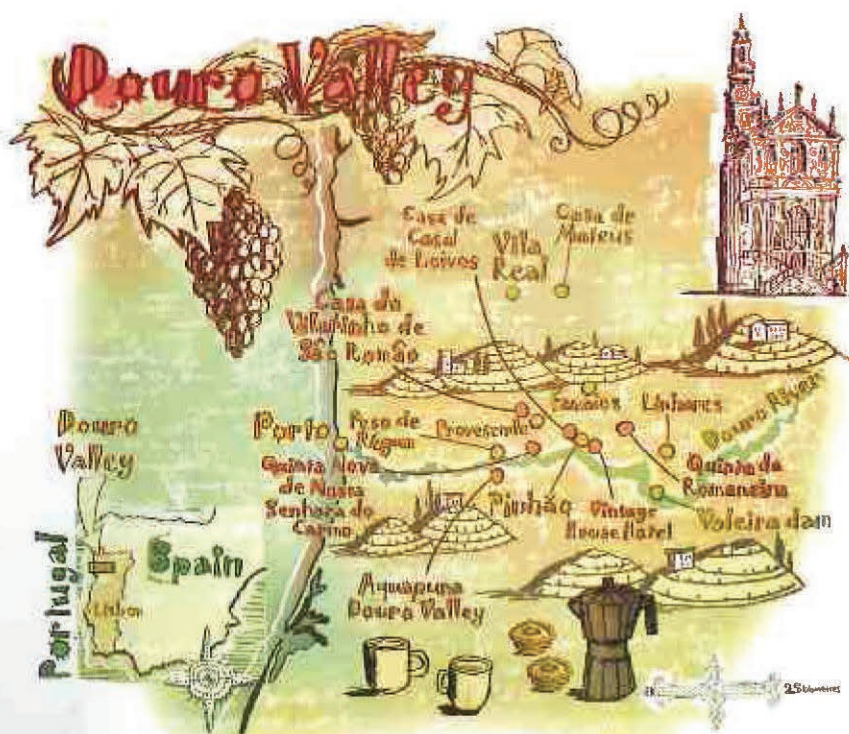 Douro Valley
Casa de
Casal
de Loivos
Vila
Real
Casa de
Mateus
Casa do
Vilarinho de
São Romão
Douro
Valley
Porto
Peso de
Régua
Provesende
Linhares
Douro River
Quinta Nova
de Nossa
Senhora do
Carmo
Pinhão
Vintage
House Hotel
Quinta da
Romaneira
Valeira dam
Portugal
Spain
Lisbon
Aquapura
Douro Valley
25 kilometres